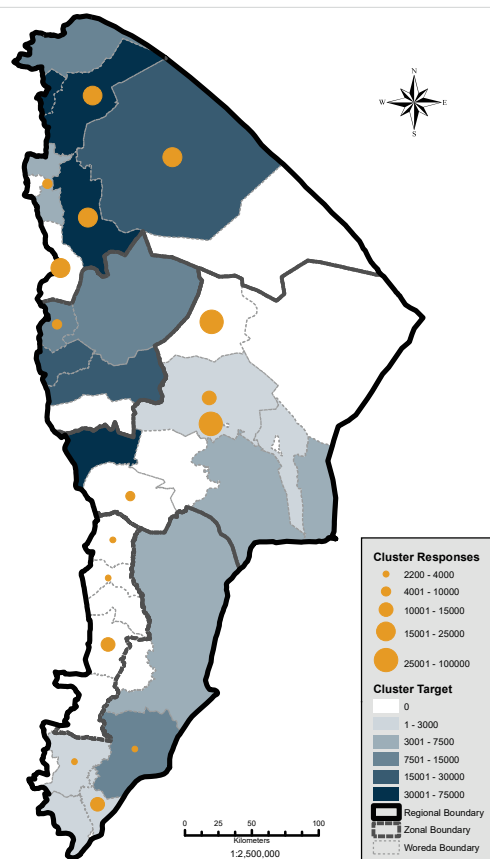 N
W E
S
Cluster Responses
2200 - 4000
4001 - 10000
10001 - 15000
15001 - 25000
25001 - 100000
Cluster Target
0
1 - 3000
3001 - 7500
7501 - 15000
15001 - 30000
30001 - 75000
Regional Boundary
Zonal Boundary
Woreda Boundary
0 25 50 100
Kilometers
1:2,500,000